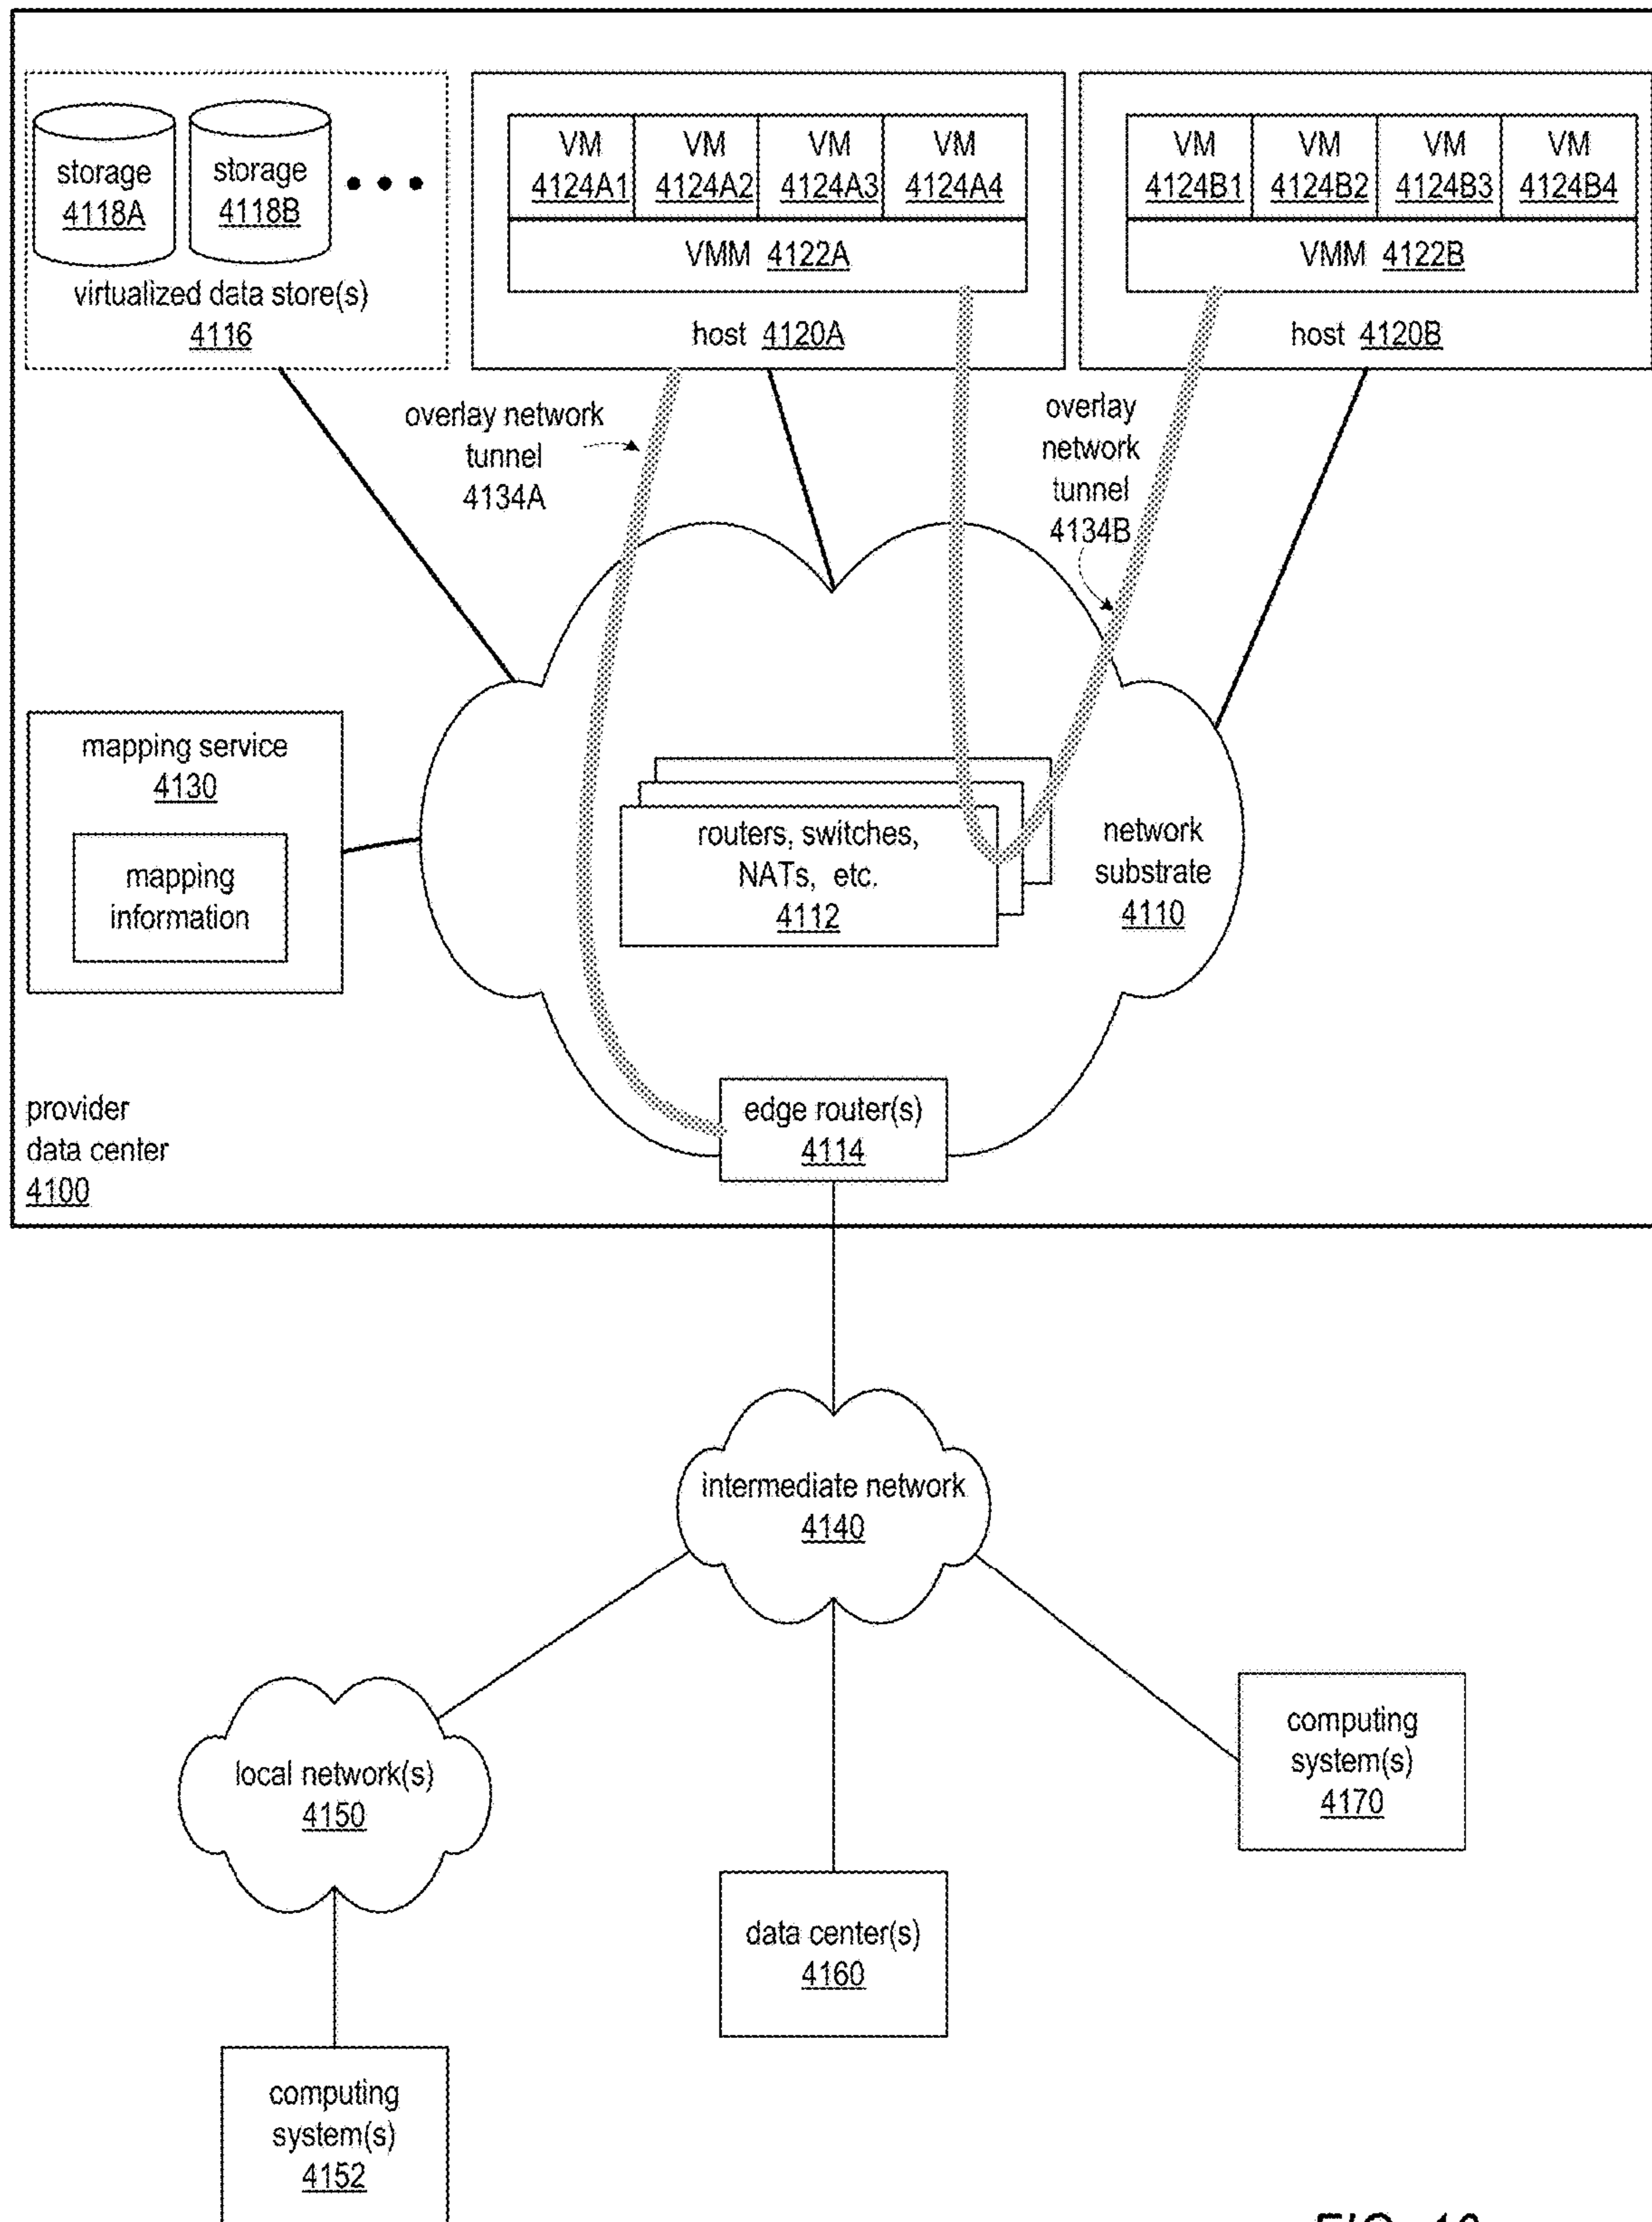 storage
4118A
storage
4118B
virtualized data store(s)
4116
VM
4124A1
VM
4124A2
VM
4124A3
VM
4124A4
VMM 4122A
host 4120A
VM
4124B1
VM
4124B2
VM
4124B3
VM
4124B4
VMM 4122B
host 4120B
overlay network
tunnel
4134A
overlay
network
tunnel
4134B
mapping service
4130
mapping
information
routers, switches,
NATs, etc.
4112
network
substrate
4110
provider
data center
4100
edge router(s)
4114
intermediate network
4140
local network(s)
4150
computing
system(s)
4170
data center(s)
4160
computing
system(s)
4152